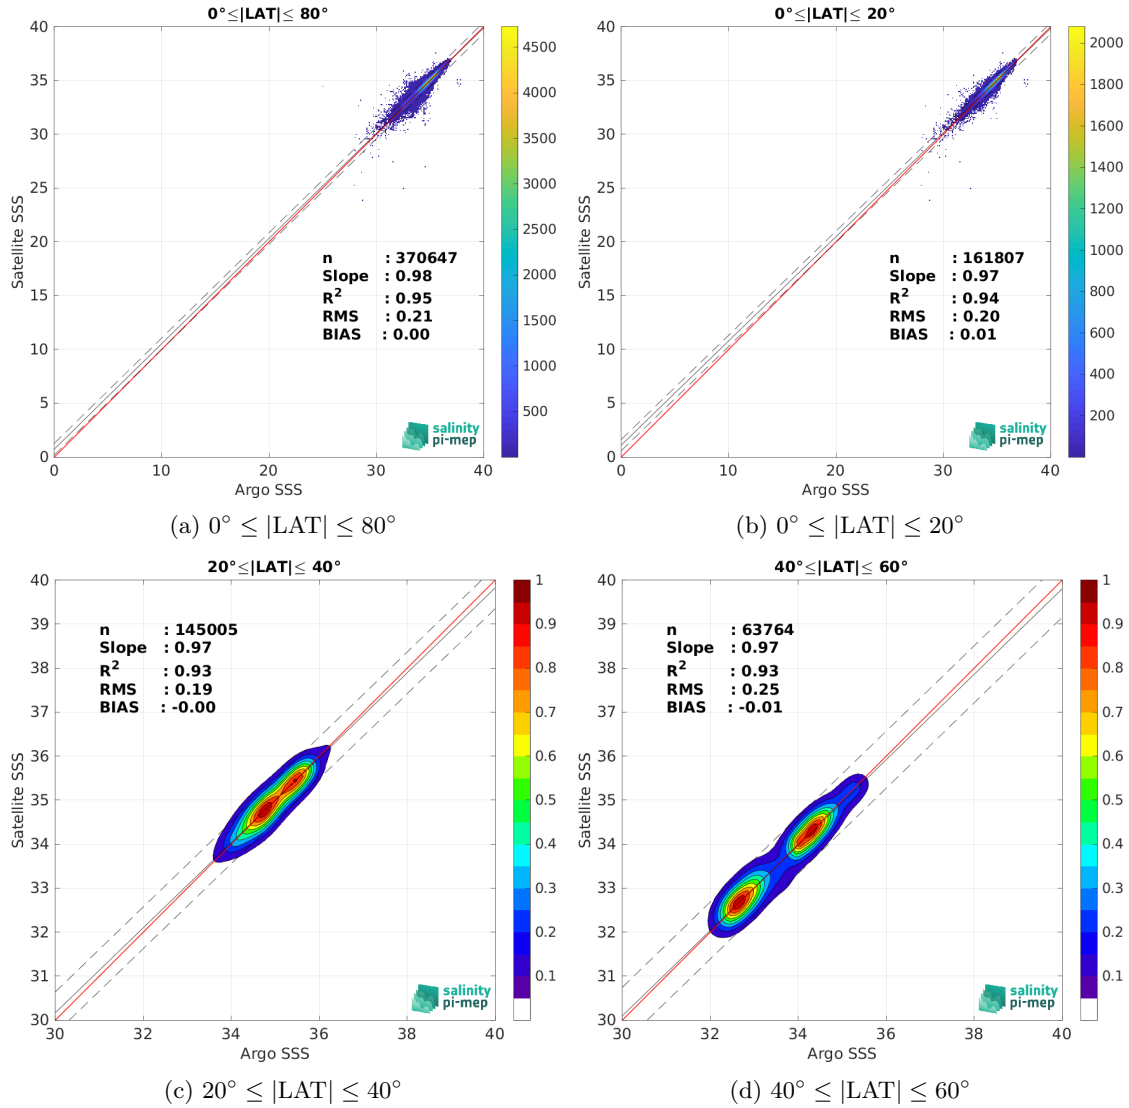 0°≤|LAT|≤ 80°
40
35
30
25
20
15
10
5
0
Satellite SSS
n : 370647
Slope : 0.98
R² : 0.95
RMS : 0.21
BIAS : 0.00
salinity
pi-mep
0 10 20 30 40
Argo SSS
4500
4000
3500
3000
2500
2000
1500
1000
500
(a) 0° ≤ |LAT| ≤ 80°
0°≤|LAT|≤ 20°
40
35
30
25
20
15
10
5
0
Satellite SSS
n : 161807
Slope : 0.97
R² : 0.94
RMS : 0.20
BIAS : 0.01
salinity
pi-mep
0 10 20 30 40
Argo SSS
2000
1800
1600
1400
1200
1000
800
600
400
200
(b) 0° ≤ |LAT| ≤ 20°
20°≤|LAT|≤ 40°
40
39
38
37
36
35
34
33
32
31
30
Satellite SSS
n : 145005
Slope : 0.97
R² : 0.93
RMS : 0.19
BIAS : -0.00
salinity
pi-mep
30 32 34 36 38 40
Argo SSS
1
0.9
0.8
0.7
0.6
0.5
0.4
0.3
0.2
0.1
(c) 20° ≤ |LAT| ≤ 40°
40°≤|LAT|≤ 60°
40
39
38
37
36
35
34
33
32
31
30
Satellite SSS
n : 63764
Slope : 0.97
R² : 0.93
RMS : 0.25
BIAS : -0.01
salinity
pi-mep
30 32 34 36 38 40
Argo SSS
1
0.9
0.8
0.7
0.6
0.5
0.4
0.3
0.2
0.1
(d) 40° ≤ |LAT| ≤ 60°